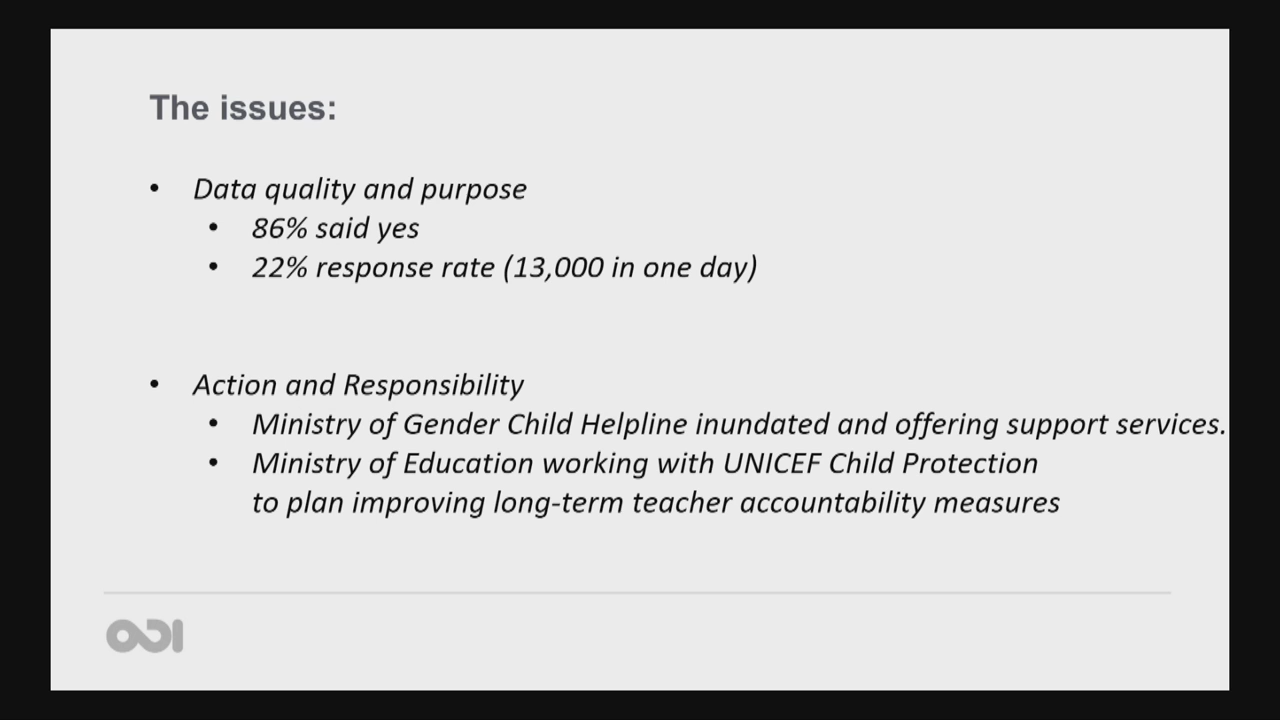 The issues:
• Data quality and purpose
• 86% said yes
• 22% response rate (13,000 in one day)
• Action and Responsibility
• Ministry of Gender Child Helpline inundated and offering support services.
• Ministry of Education working with UNICEF Child Protection
to plan improving long-term teacher accountability measures
ODI